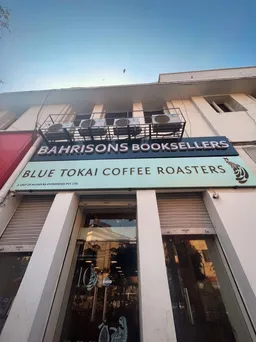 BAHRISONS BOOKSELLERS
BLUE TOKAI COFFEE ROASTERS